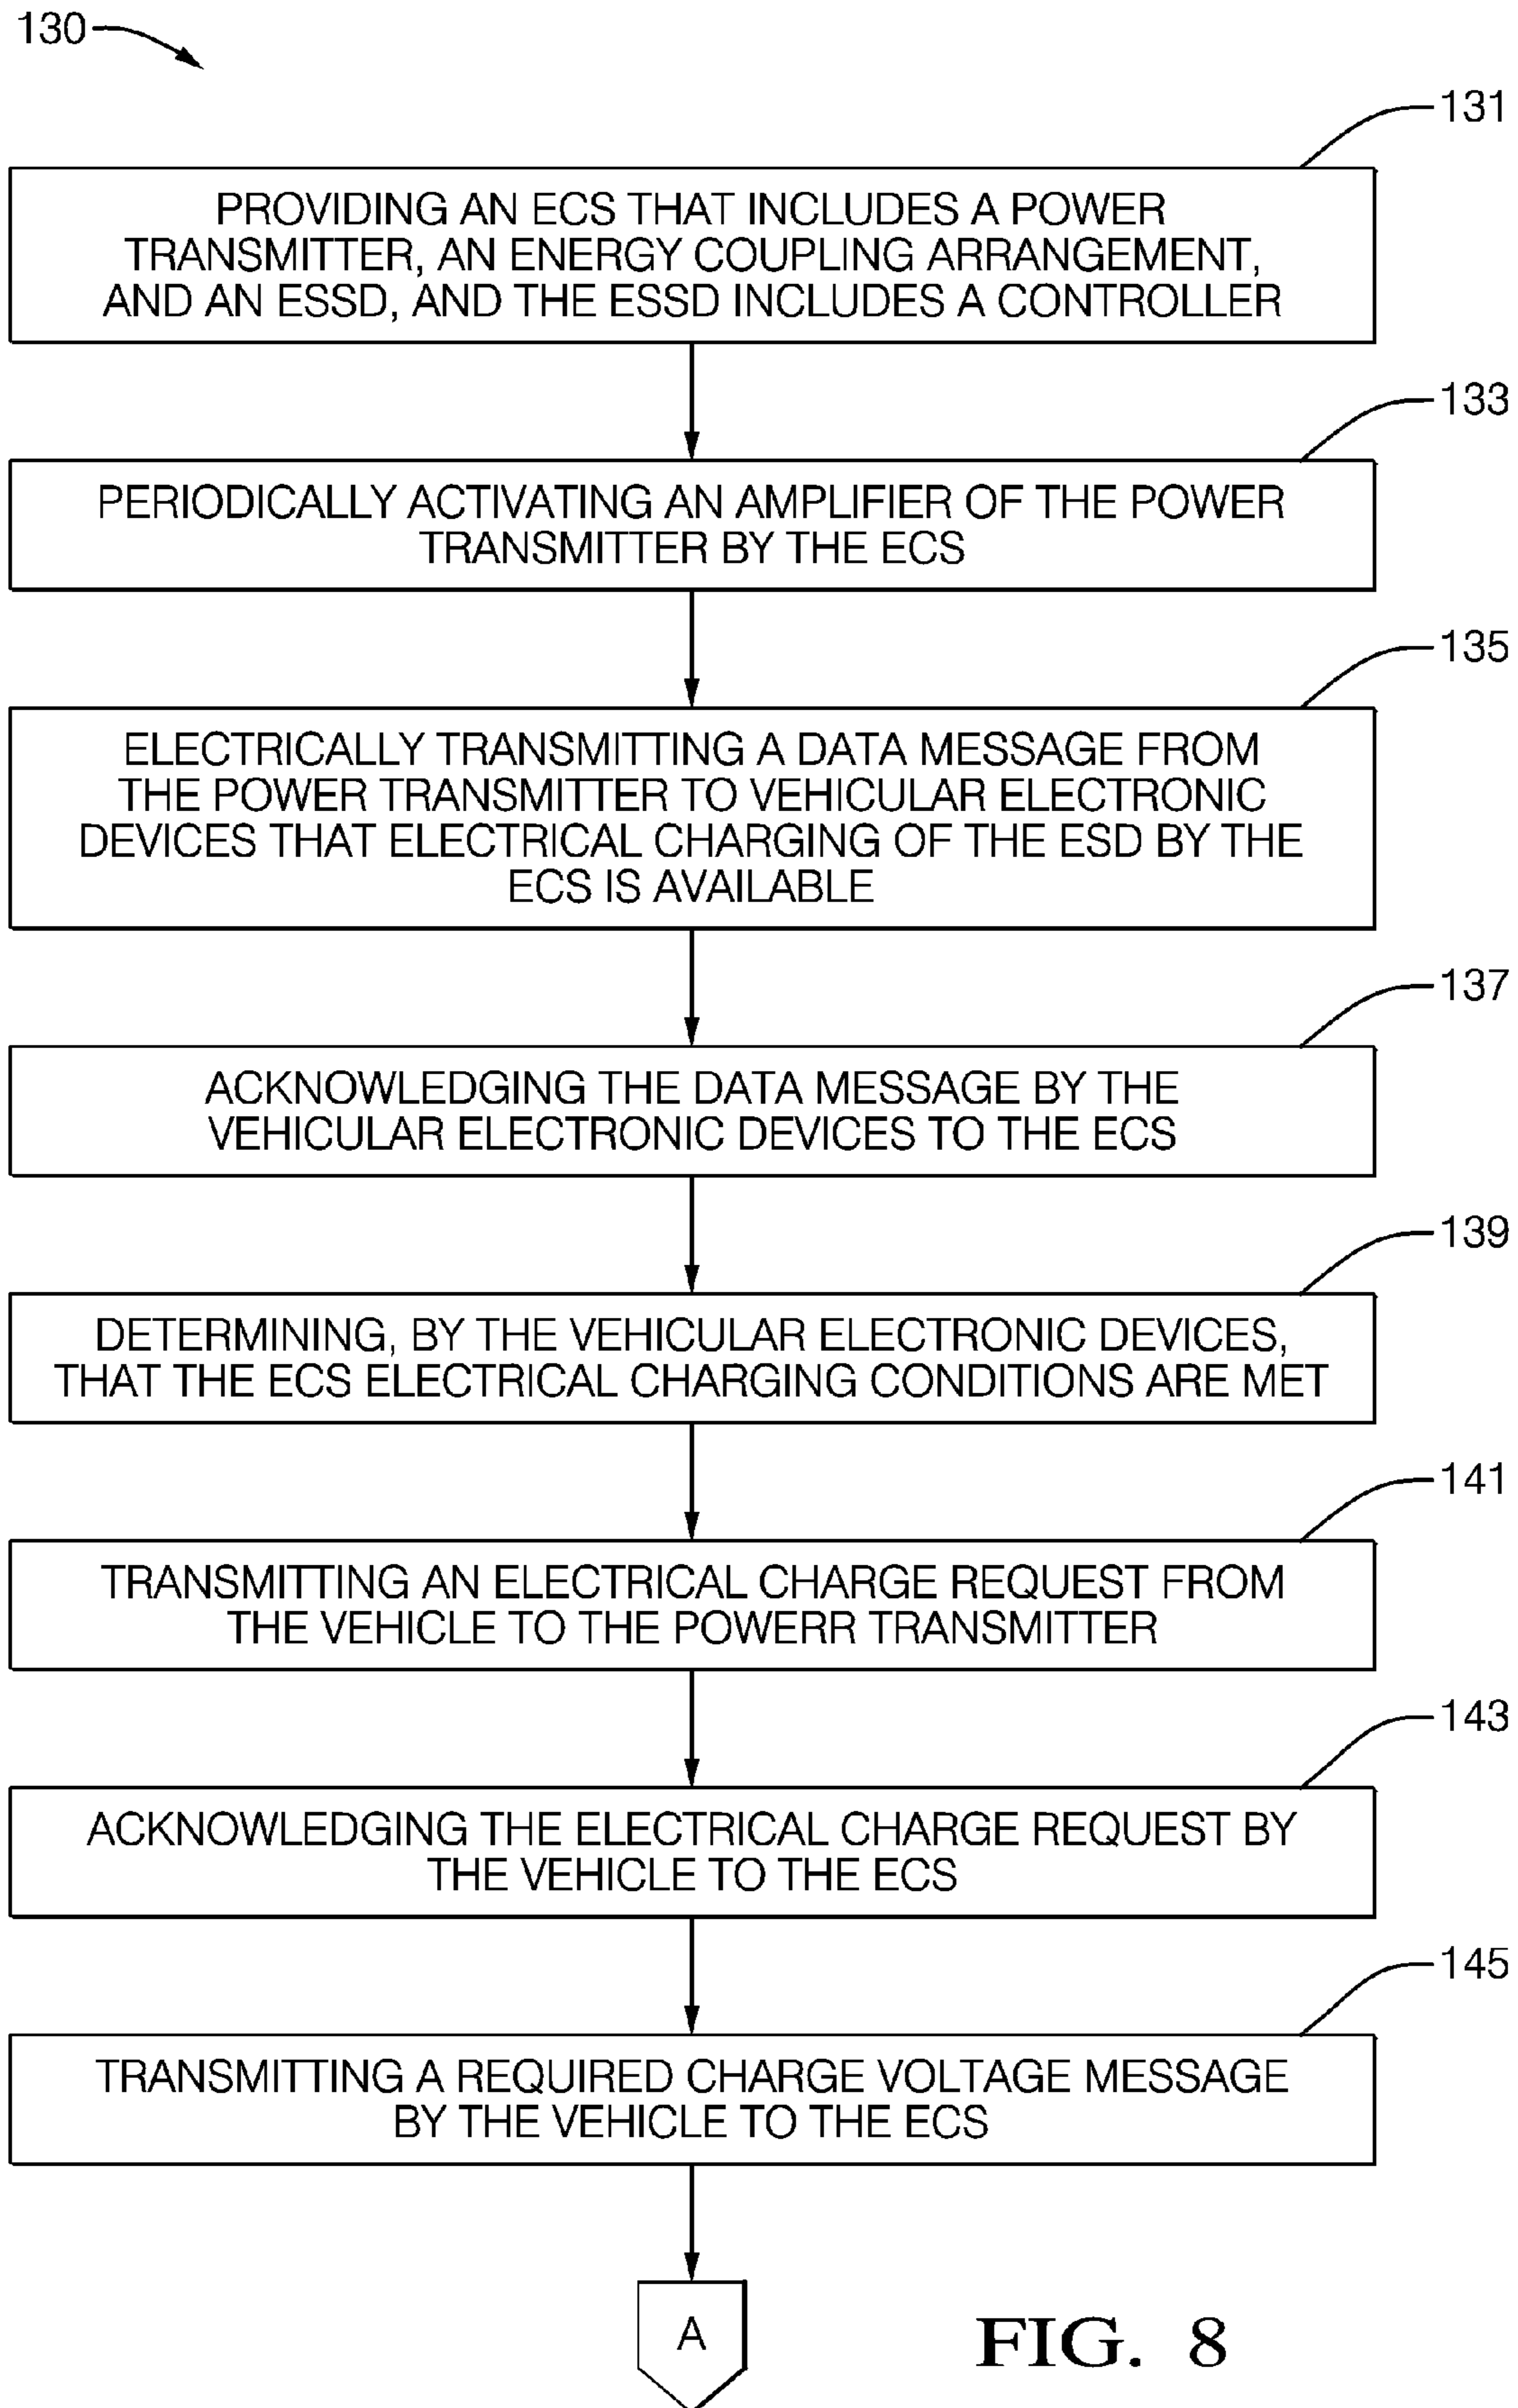 130
131
PROVIDING AN ECS THAT INCLUDES A POWER
TRANSMITTER, AN ENERGY COUPLING ARRANGEMENT,
AND AN ESSD, AND THE ESSD INCLUDES A CONTROLLER
133
PERIODICALLY ACTIVATING AN AMPLIFIER OF THE POWER
TRANSMITTER BY THE ECS
135
ELECTRICALLY TRANSMITTING A DATA MESSAGE FROM
THE POWER TRANSMITTER TO VEHICULAR ELECTRONIC
DEVICES THAT ELECTRICAL CHARGING OF THE ESD BY THE
ECS IS AVAILABLE
137
ACKNOWLEDGING THE DATA MESSAGE BY THE
VEHICULAR ELECTRONIC DEVICES TO THE ECS
139
DETERMINING, BY THE VEHICULAR ELECTRONIC DEVICES,
THAT THE ECS ELECTRICAL CHARGING CONDITIONS ARE MET
141
TRANSMITTING AN ELECTRICAL CHARGE REQUEST FROM
THE VEHICLE TO THE POWERR TRANSMITTER
143
ACKNOWLEDGING THE ELECTRICAL CHARGE REQUEST BY
THE VEHICLE TO THE ECS
145
TRANSMITTING A REQUIRED CHARGE VOLTAGE MESSAGE
BY THE VEHICLE TO THE ECS
A
FIG. 8